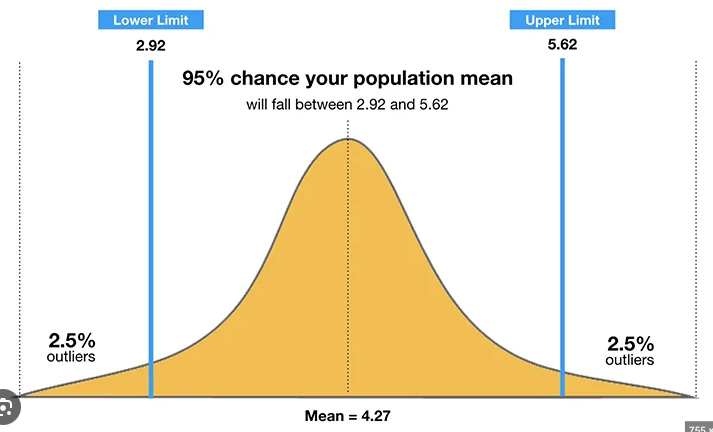 Lower Limit
2.92
Upper Limit
5.62
95% chance your population mean
will fall between 2.92 and 5.62
2.5%
outliers
2.5%
outliers
Mean = 4.27